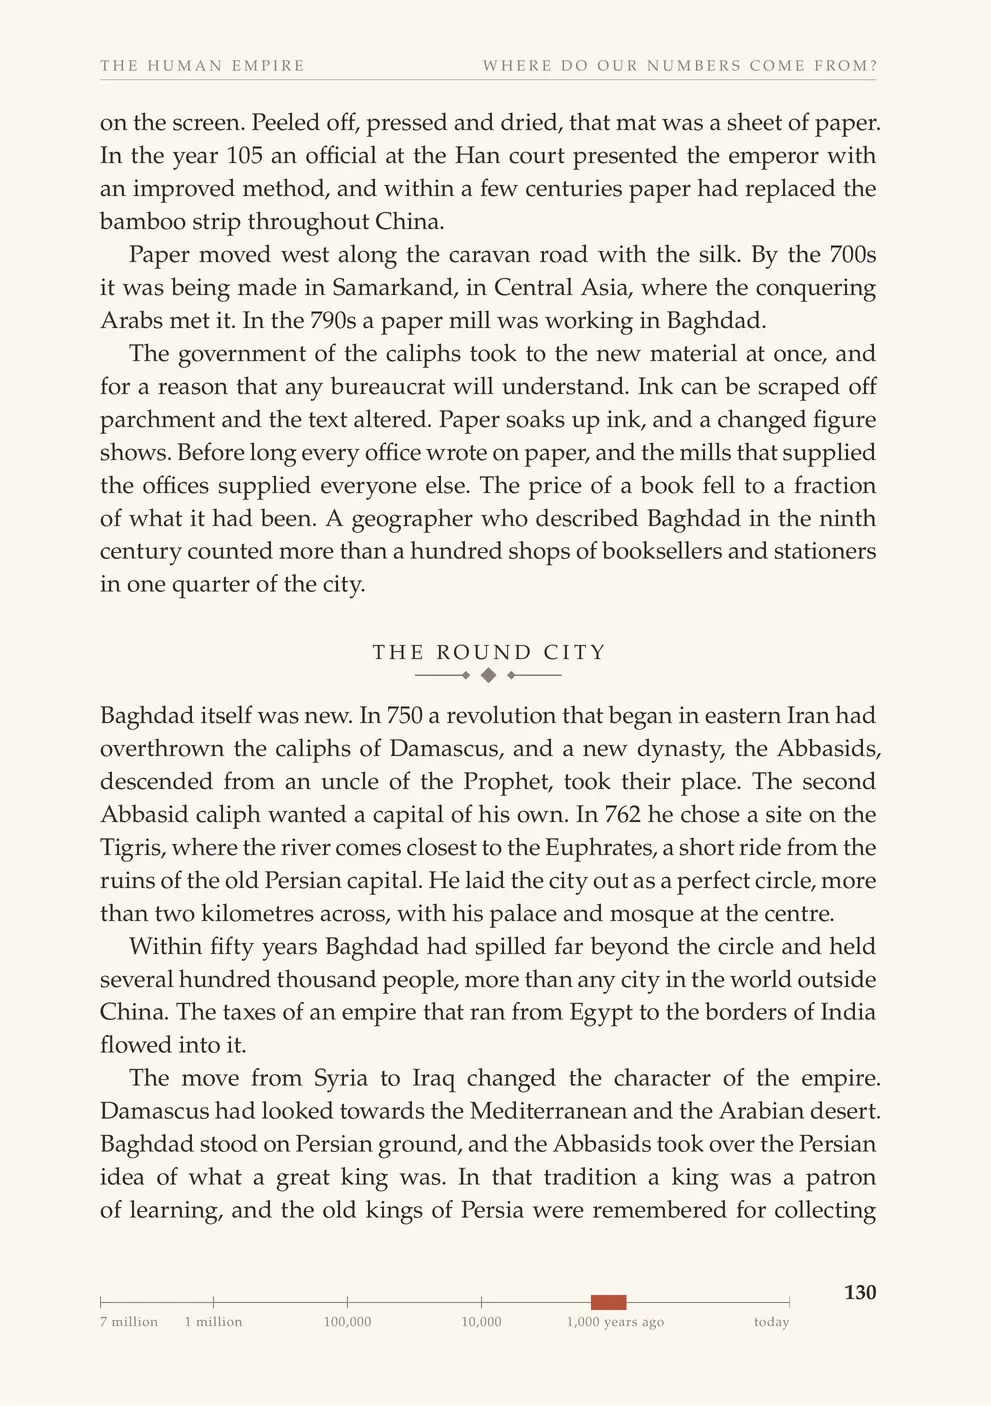 THE HUMAN EMPIRE
WHERE DO OUR NUMBERS COME FROM?
on the screen. Peeled off, pressed and dried, that mat was a sheet of paper.
In the year 105 an official at the Han court presented the emperor with
an improved method, and within a few centuries paper had replaced the
bamboo strip throughout China.
Paper moved west along the caravan road with the silk. By the 700s
it was being made in Samarkand, in Central Asia, where the conquering
Arabs met it. In the 790s a paper mill was working in Baghdad.
The government of the caliphs took to the new material at once, and
for a reason that any bureaucrat will understand. Ink can be scraped off
parchment and the text altered. Paper soaks up ink, and a changed figure
shows. Before long every office wrote on paper, and the mills that supplied
the offices supplied everyone else. The price of a book fell to a fraction
of what it had been. A geographer who described Baghdad in the ninth
century counted more than a hundred shops of booksellers and stationers
in one quarter of the city.
THE ROUND CITY
Baghdad itself was new. In 750 a revolution that began in eastern Iran had
overthrown the caliphs of Damascus, and a new dynasty, the Abbasids,
descended from an uncle of the Prophet, took their place. The second
Abbasid caliph wanted a capital of his own. In 762 he chose a site on the
Tigris, where the river comes closest to the Euphrates, a short ride from the
ruins of the old Persian capital. He laid the city out as a perfect circle, more
than two kilometres across, with his palace and mosque at the centre.
Within fifty years Baghdad had spilled far beyond the circle and held
several hundred thousand people, more than any city in the world outside
China. The taxes of an empire that ran from Egypt to the borders of India
flowed into it.
The move from Syria to Iraq changed the character of the empire.
Damascus had looked towards the Mediterranean and the Arabian desert.
Baghdad stood on Persian ground, and the Abbasids took over the Persian
idea of what a great king was. In that tradition a king was a patron
of learning, and the old kings of Persia were remembered for collecting
130
7 million 1 million 100,000 10,000 1,000 years ago today